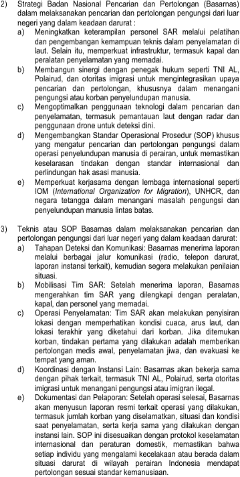 2) Strategi Badan Nasional Pencarian dan Pertolongan (Basarnas)
dalam melaksanakan pencarian dan pertolongan pengungsi dari luar
negeri yang dalam keadaan darurat :
a) Meningkatkan keterampilan personel SAR melalui pelatihan
dan pengembangan kemampuan teknis dalam penyelamatan di
laut. Selain itu, memperkuat infrastruktur, termasuk kapal dan
peralatan penyelamatan yang memadai.
b) Membangun sinergi dengan penegak hukum seperti TNI AL,
Polairud, dan otoritas imigrasi untuk mengintegrasikan upaya
pencarian dan pertolongan, khususnya dalam menangani
pengungsi atau korban penyelundupan manusia.
c) Mengoptimalkan penggunaan teknologi dalam pencarian dan
penyelamatan, termasuk pemantauan laut dengan radar dan
penggunaan drone untuk deteksi dini.
d) Mengembangkan Standar Operasional Prosedur (SOP) khusus
yang mengatur pencarian dan pertolongan pengungsi dalam
operasi penyelundupan manusia di perairan, untuk memastikan
keselarasan tindakan dengan standar internasional dan
perlindungan hak asasi manusia.
e) Memperkuat kerjasama dengan lembaga internasional seperti
IOM (International Organization for Migration), UNHCR, dan
negara tetangga dalam menangani masalah pengungsi dan
penyelundupan manusia lintas batas.
3) Teknis atau SOP Basarnas dalam melaksanakan pencarian dan
pertolongan pengungsi dari luar negeri yang dalam keadaan darurat:
a) Tahapan Deteksi dan Komunikasi: Basarnas menerima laporan
melalui berbagai jalur komunikasi (radio, telepon darurat,
laporan instansi terkait), kemudian segera melakukan penilaian
situasi.
b) Mobilisasi Tim SAR: Setelah menerima laporan, Basarnas
mengerahkan tim SAR yang dilengkapi dengan peralatan,
kapal, dan personel yang memadai.
c) Operasi Penyelamatan: Tim SAR akan melakukan penyisiran
lokasi dengan memperhatikan kondisi cuaca, arus laut, dan
lokasi terakhir yang diketahui dari korban. Jika ditemukan
korban, tindakan pertama yang dilakukan adalah memberikan
pertolongan medis awal, penyelamatan jiwa, dan evakuasi ke
tempat yang aman.
d) Koordinasi dengan Instansi Lain: Basarnas akan bekerja sama
dengan pihak terkait, termasuk TNI AL, Polairud, serta otoritas
imigrasi untuk menangani pengungsi atau imigran ilegal.
e) Dokumentasi dan Pelaporan: Setelah operasi selesai, Basarnas
akan menyusun laporan resmi terkait operasi yang dilakukan,
termasuk jumlah korban yang diselamatkan, situasi dan kondisi
saat penyelamatan, serta kerja sama yang dilakukan dengan
instansi lain. SOP ini disesuaikan dengan protokol keselamatan
internasional dan peraturan domestik, memastikan bahwa
setiap individu yang mengalami kecelakaan atau berada dalam
situasi darurat di wilayah perairan Indonesia mendapat
pertolongan sesuai standar kemanusiaan.